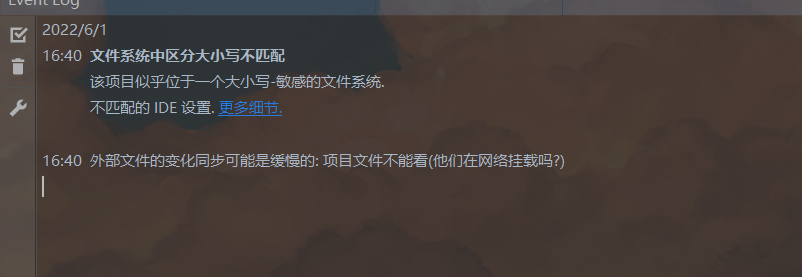 Event Log
2022/6/1
16:40 文件系统中区分大小写不匹配
该项目似乎位于一个大小写-敏感的文件系统.
不匹配的 IDE 设置. 更多细节.
16:40 外部文件的变化同步可能是缓慢的: 项目文件不能看(他们在网络挂载吗?)